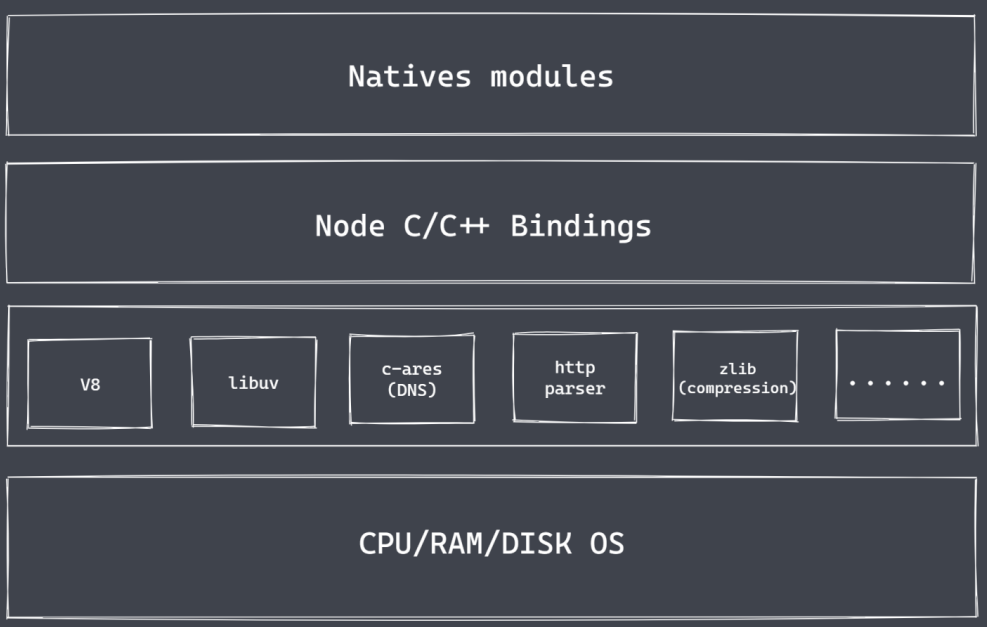 Natives modules
Node C/C++ Bindings
V8
libuv
c-ares
(DNS)
http
parser
zlib
(compression)
......
CPU/RAM/DISK OS